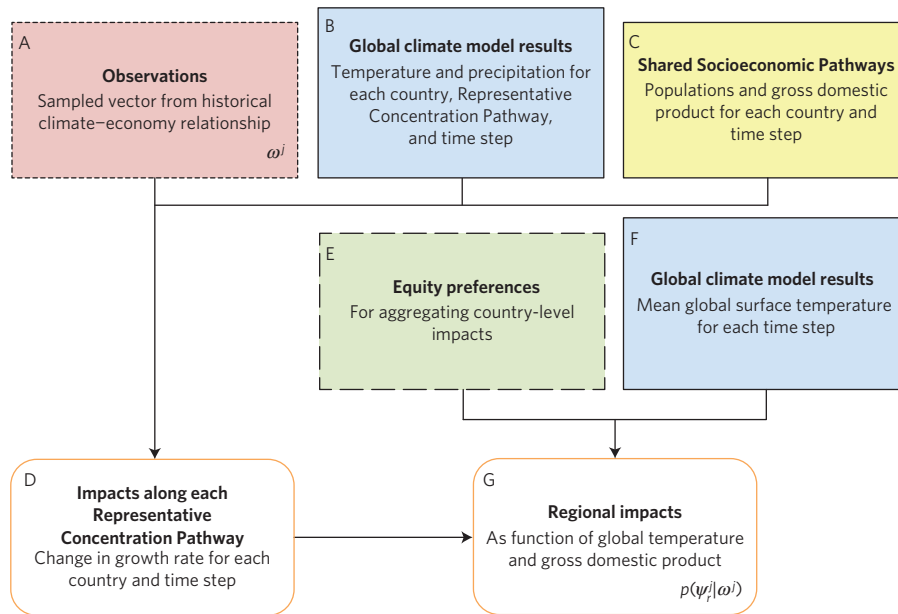 A
Observations
Sampled vector from historical
climate–economy relationship
ω^j
B
Global climate model results
Temperature and precipitation for
each country, Representative
Concentration Pathway,
and time step
C
Shared Socioeconomic Pathways
Populations and gross domestic
product for each country and
time step
E
Equity preferences
For aggregating country-level
impacts
F
Global climate model results
Mean global surface temperature
for each time step
D
Impacts along each
Representative
Concentration Pathway
Change in growth rate for each
country and time step
G
Regional impacts
As function of global temperature
and gross domestic product
p(ψ_r^j|ω^j)